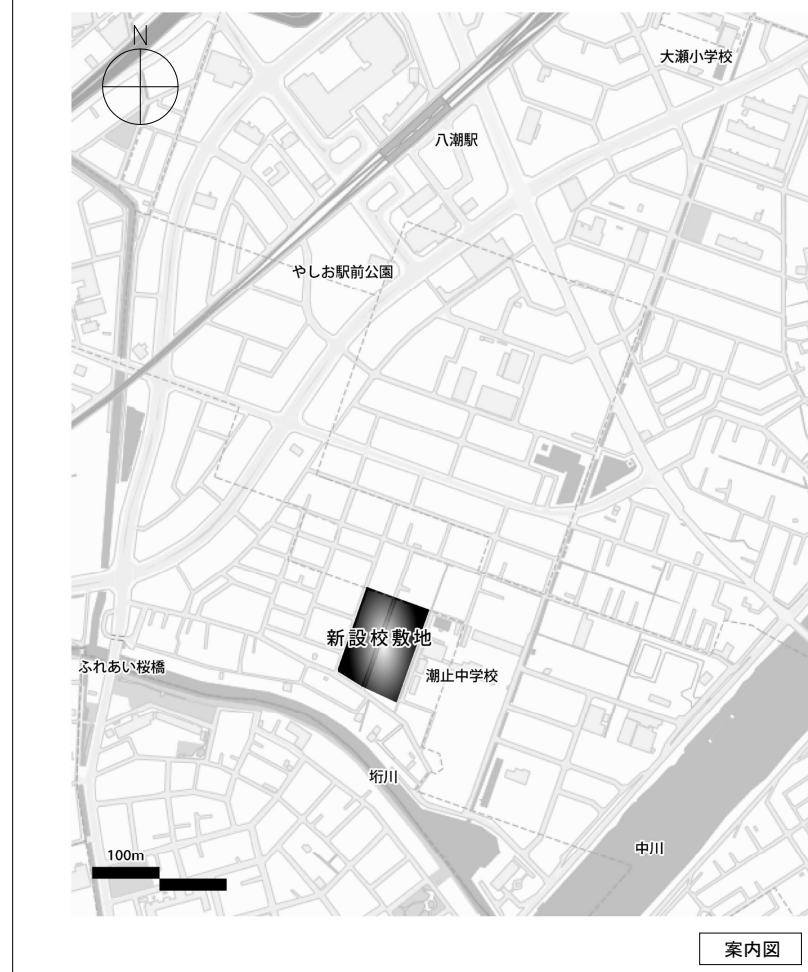 N
大瀬小学校
八潮駅
やしお駅前公園
新設校敷地
ふれあい桜橋
潮止中学校
垳川
中川
100m
案内図